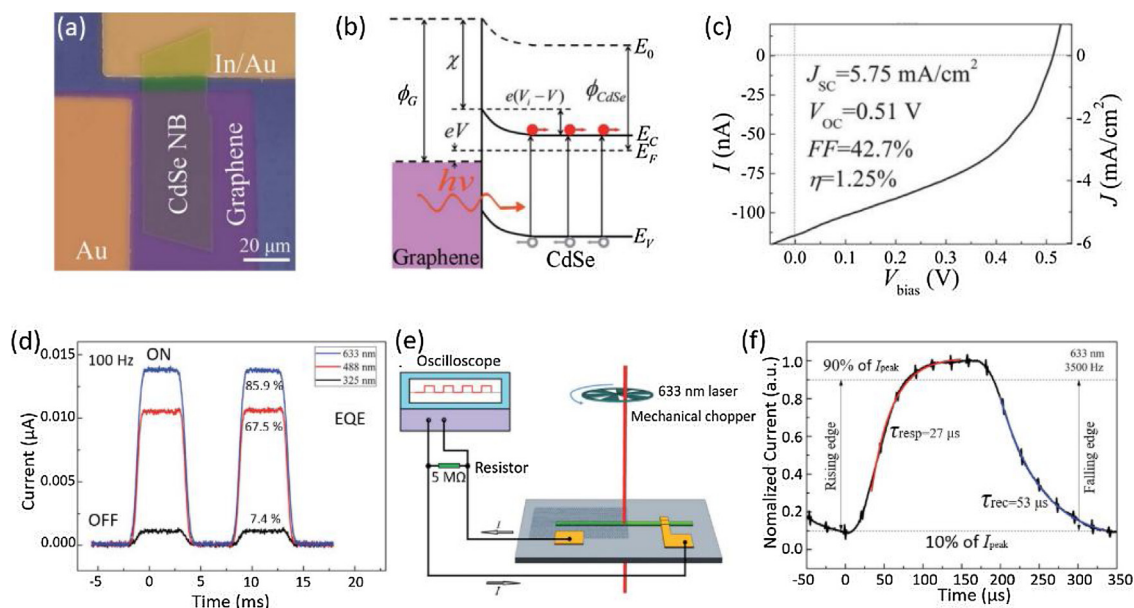 (a)
In/Au
CdSe NB
Graphene
Au
20 μm
(b)
E0
χ
ϕG
e(Vi−V)
ϕCdSe
eV
EC
EF
hν
EV
Graphene
CdSe
(c)
0
-25
-50
-75
-100
I (nA)
JSC=5.75 mA/cm2
VOC=0.51 V
FF=42.7%
η=1.25%
0
-2
-4
-6
J (mA/cm2)
0.0 0.1 0.2 0.3 0.4 0.5
Vbias (V)
(d)
100 Hz
ON
633 nm
488 nm
325 nm
85.9 %
EQE
67.5 %
7.4 %
OFF
0.015
0.010
0.005
0.000
Current (μA)
-5 0 5 10 15 20
Time (ms)
(e)
Oscilloscope
633 nm laser
Mechanical chopper
Resistor
5 MΩ
I
I
(f)
90% of Ipeak
633 nm
3500 Hz
τresp=27 μs
Rising edge
Falling edge
τrec=53 μs
10% of Ipeak
1.0
0.8
0.6
0.4
0.2
0.0
Nomalized Current (a.u.)
-50 0 50 100 150 200 250 300 350
Time (μs)